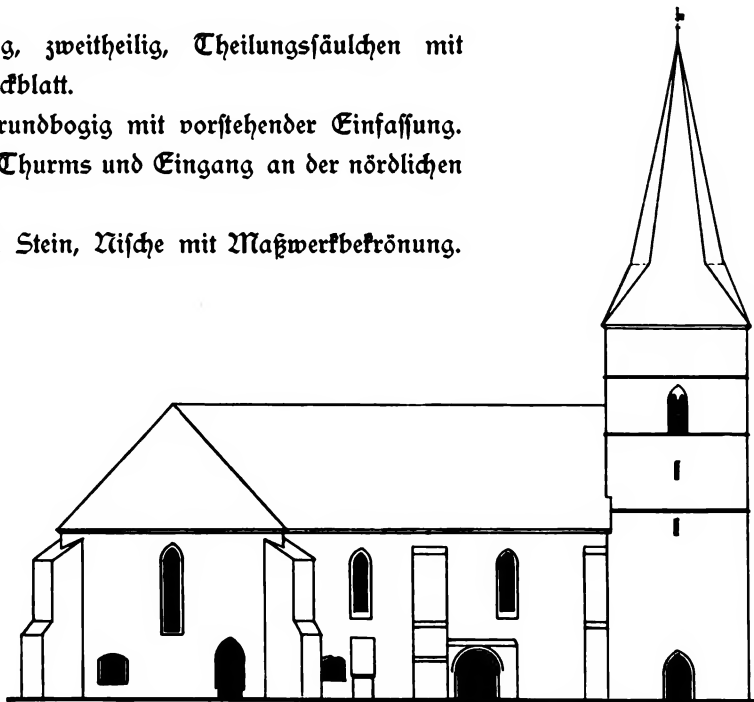 g, zweitheilig, Theilungsſäulchen mit
ckblatt.
rundbogig mit vorſtehender Einfaſſung.
Thurms und Eingang an der nördlichen
Stein, Niſche mit Maßwerkbekrönung.